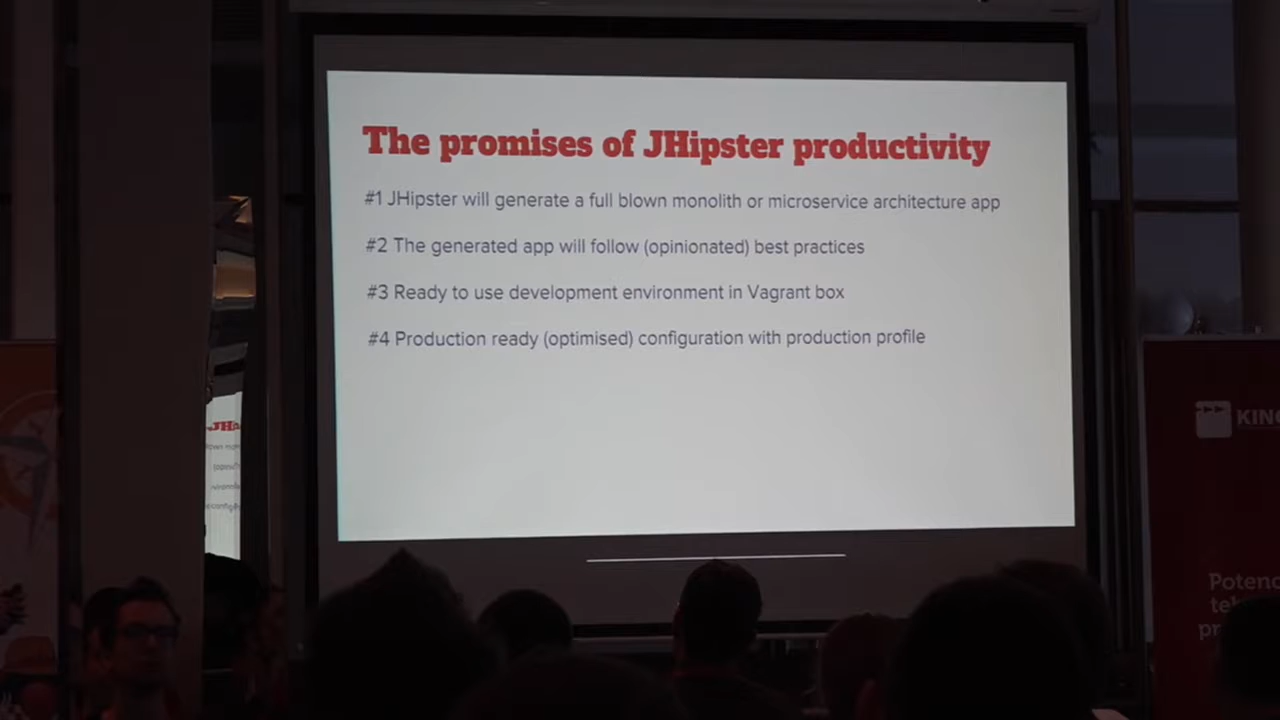 The promises of JHipster productivity
#1 JHipster will generate a full blown monolith or microservice architecture app
#2 The generated app will follow (opinionated) best practices
#3 Ready to use development environment in Vagrant box
#4 Production ready (optimised) configuration with production profile